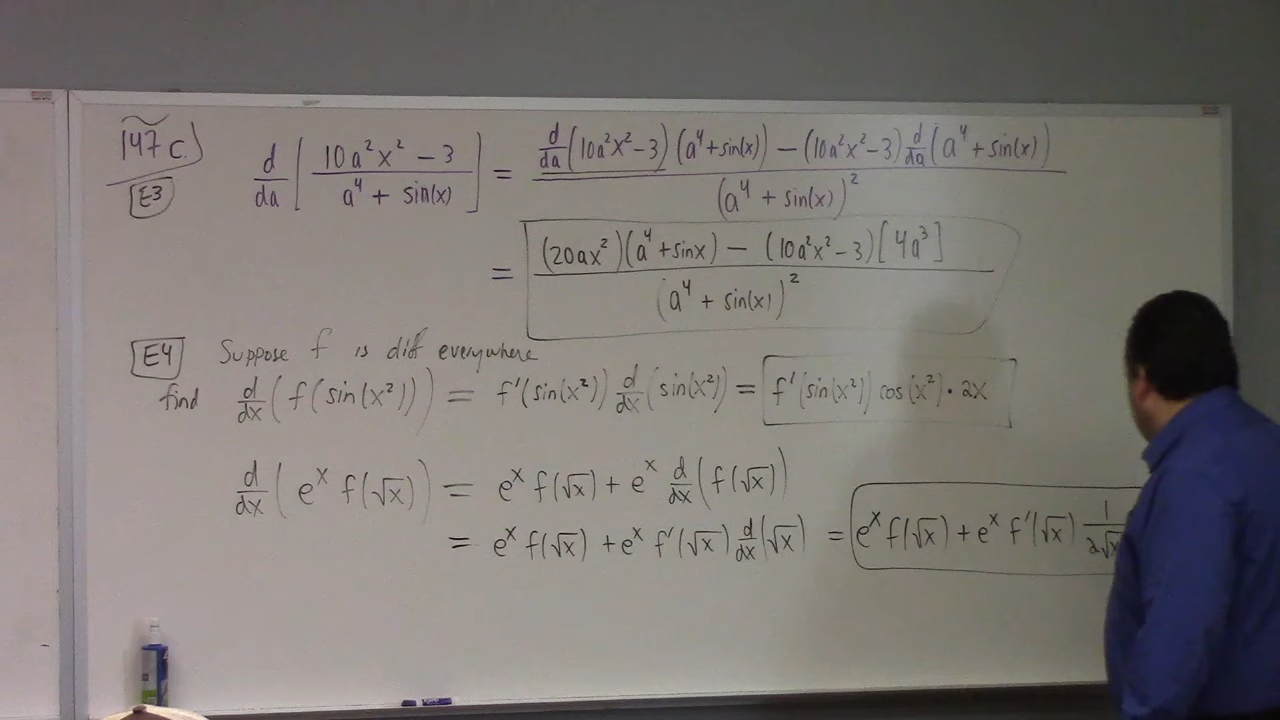 147 c.)
E3
d/da [ (10a²x² - 3) / (a⁴ + sin(x)) ] = ( d/da (10a²x² - 3) (a⁴ + sin(x)) - (10a²x² - 3) d/da (a⁴ + sin(x)) ) / (a⁴ + sin(x))²
= ( (20ax²)(a⁴ + sinx) - (10a²x² - 3)[4a³] ) / (a⁴ + sin(x))²
E4 Suppose f is diff everywhere
find d/dx (f(sin(x²))) = f'(sin(x²)) d/dx (sin(x²)) = f'(sin(x²)) cos(x²) · 2x
d/dx (eˣ f(√x)) = eˣ f(√x) + eˣ d/dx (f(√x))
= eˣ f(√x) + eˣ f'(√x) d/dx (√x) = eˣ f(√x) + eˣ f'(√x) 1/(2√x